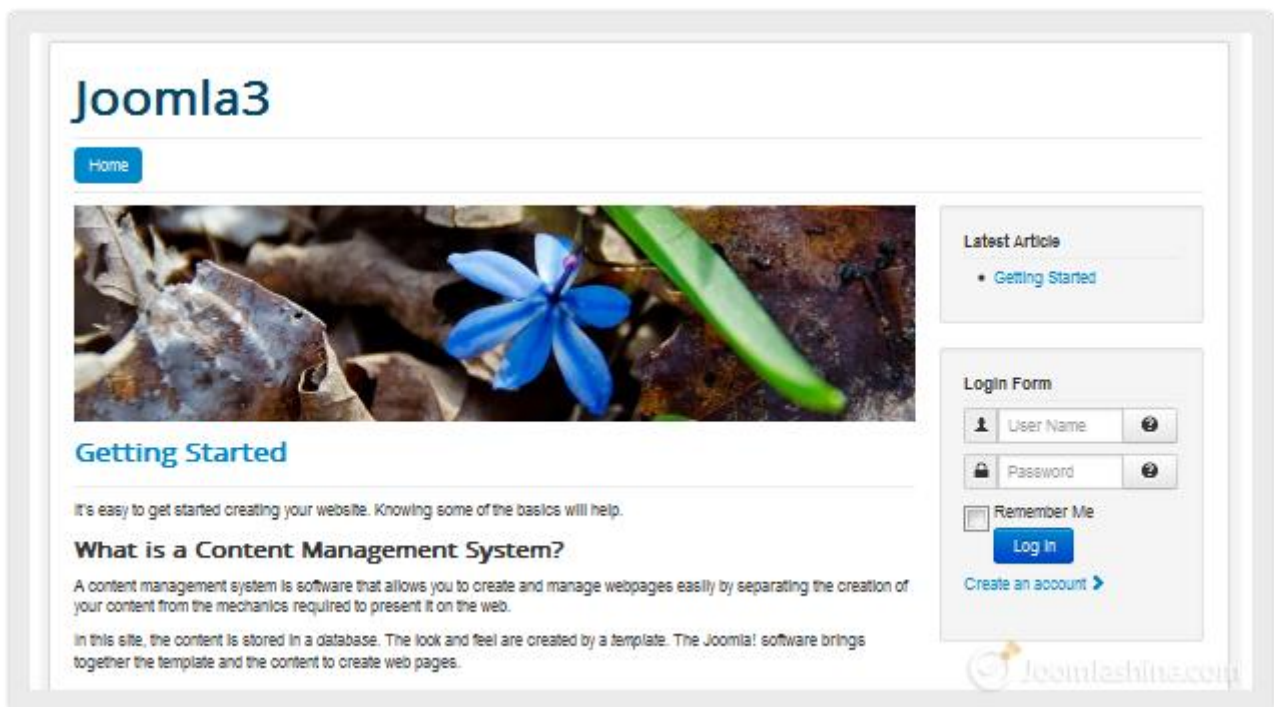 Joomla3
Home
Latest Article
Getting Started
Login Form
User Name
Password
Remember Me
Log in
Create an account
Getting Started
It's easy to get started creating your website. Knowing some of the basics will help.
What is a Content Management System?
A content management system is software that allows you to create and manage webpages easily by separating the creation of
your content from the mechanics required to present it on the web.
In this site, the content is stored in a database. The look and feel are created by a template. The Joomla! software brings
together the template and the content to create web pages.
Joomlashine.com